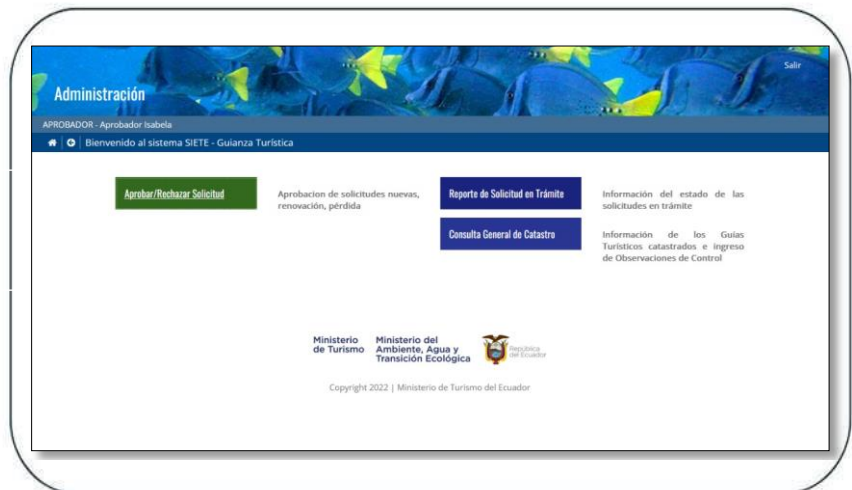 Salir
Administración
APROBADOR - Aprobador Isabela
Bienvenido al sistema SIETE - Guianza Turística
Aprobar/Rechazar Solicitud
Aprobacion de solicitudes nuevas,
renovación, pérdida
Reporte de Solicitud en Trámite
Información del estado de las
solicitudes en trámite
Consulta General de Catastro
Información de los Guías
Turísticos catastrados e ingreso
de Observaciones de Control
Ministerio
de Turismo
Ministerio del
Ambiente, Agua y
Transición Ecológica
República
del Ecuador
Copyright 2022 | Ministerio de Turismo del Ecuador